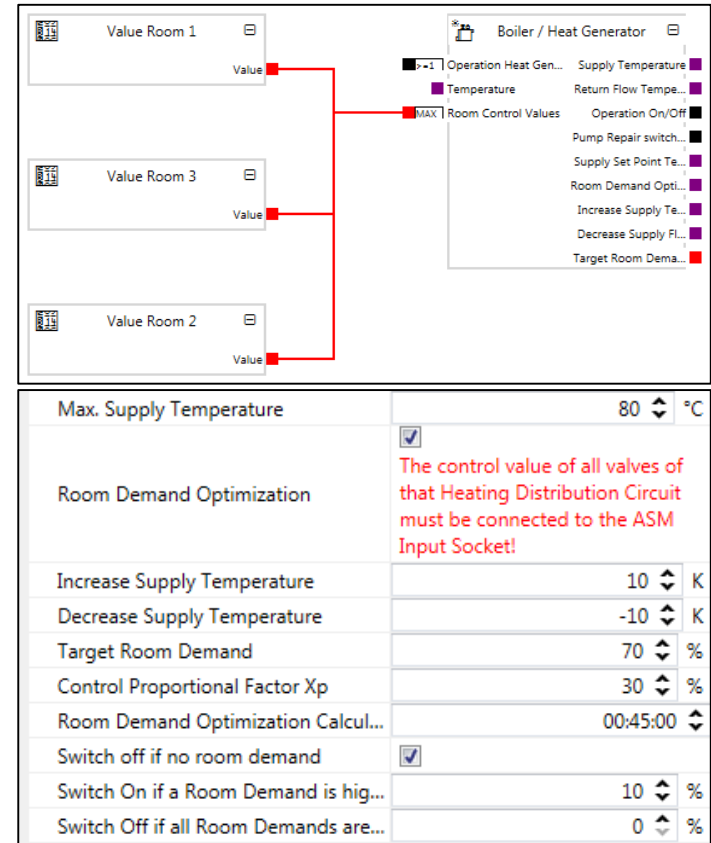 Value Room 1
Value
Value Room 3
Value
Value Room 2
Value
Boiler / Heat Generator
>=1 Operation Heat Gen... Supply Temperature
Temperature Return Flow Tempe...
MAX Room Control Values Operation On/Off
Pump Repair switch...
Supply Set Point Te...
Room Demand Opti...
Increase Supply Te...
Decrease Supply Fl...
Target Room Dema...
Max. Supply Temperature 80 °C
Room Demand Optimization
The control value of all valves of
that Heating Distribution Circuit
must be connected to the ASM
Input Socket!
Increase Supply Temperature 10 K
Decrease Supply Temperature -10 K
Target Room Demand 70 %
Control Proportional Factor Xp 30 %
Room Demand Optimization Calcul... 00:45:00
Switch off if no room demand
Switch On if a Room Demand is hig... 10 %
Switch Off if all Room Demands are... 0 %